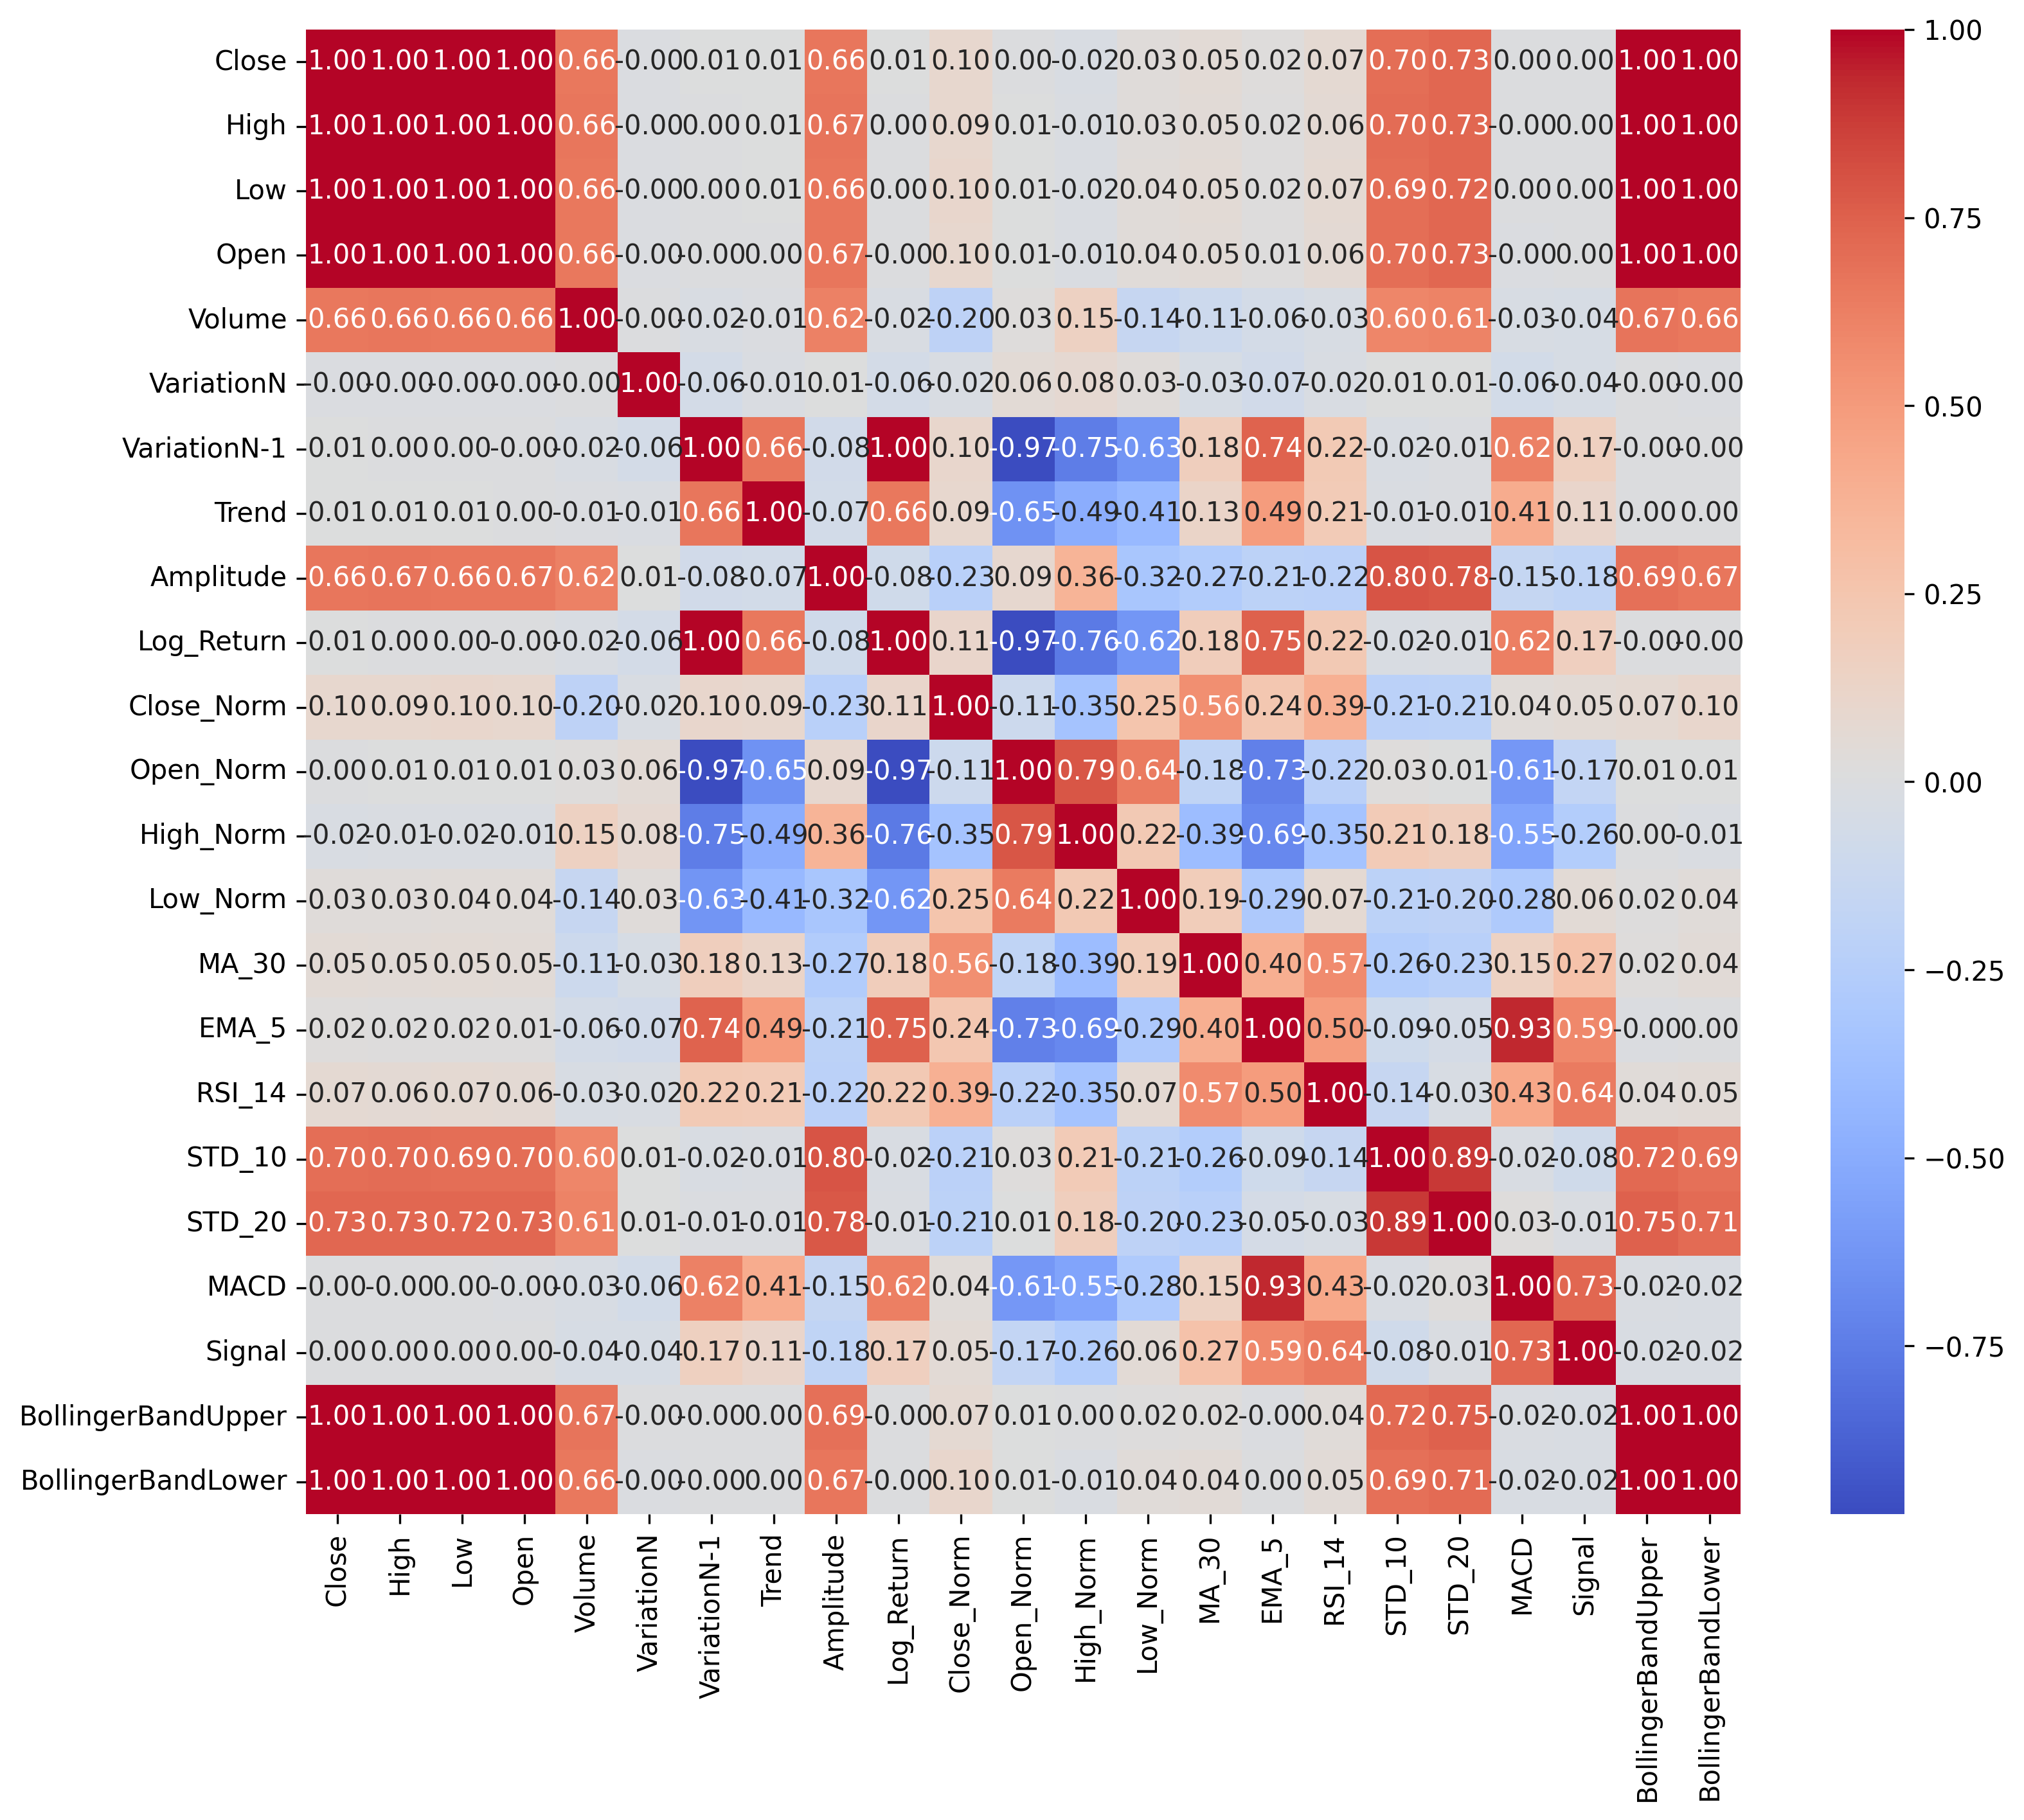 Close 1.00 1.00 1.00 1.00 0.66 -0.00 0.01 0.01 0.66 0.01 0.10 0.00 -0.02 0.03 0.05 0.02 0.07 0.70 0.73 0.00 0.00 1.00 1.00
High 1.00 1.00 1.00 1.00 0.66 -0.00 0.00 0.01 0.67 0.00 0.09 0.01 -0.01 0.03 0.05 0.02 0.06 0.70 0.73 -0.00 0.00 1.00 1.00
Low 1.00 1.00 1.00 1.00 0.66 -0.00 0.00 0.01 0.66 0.00 0.10 0.01 -0.02 0.04 0.05 0.02 0.07 0.69 0.72 0.00 0.00 1.00 1.00
Open 1.00 1.00 1.00 1.00 0.66 -0.00 -0.00 0.00 0.67 -0.00 0.10 0.01 -0.01 0.04 0.05 0.01 0.06 0.70 0.73 -0.00 0.00 1.00 1.00
Volume 0.66 0.66 0.66 0.66 1.00 -0.00 -0.02 -0.01 0.62 -0.02 -0.20 0.03 0.15 -0.14 -0.11 -0.06 -0.03 0.60 0.61 -0.03 -0.04 0.67 0.66
VariationN -0.00 -0.00 -0.00 -0.00 -0.00 1.00 -0.06 -0.01 0.01 -0.06 -0.02 0.06 0.08 0.03 -0.03 -0.07 -0.02 0.01 0.01 -0.06 -0.04 -0.00 -0.00
VariationN-1 0.01 0.00 0.00 -0.00 -0.02 -0.06 1.00 0.66 -0.08 1.00 0.10 -0.97 -0.75 -0.63 0.18 0.74 0.22 -0.02 -0.01 0.62 0.17 -0.00 -0.00
Trend 0.01 0.01 0.01 0.00 -0.01 -0.01 0.66 1.00 -0.07 0.66 0.09 -0.65 -0.49 -0.41 0.13 0.49 0.21 -0.01 -0.01 0.41 0.11 0.00 0.00
Amplitude 0.66 0.67 0.66 0.67 0.62 0.01 -0.08 -0.07 1.00 -0.08 -0.23 0.09 0.36 -0.32 -0.27 -0.21 -0.22 0.80 0.78 -0.15 -0.18 0.69 0.67
Log_Return 0.01 0.00 0.00 -0.00 -0.02 -0.06 1.00 0.66 -0.08 1.00 0.11 -0.97 -0.76 -0.62 0.18 0.75 0.22 -0.02 -0.01 0.62 0.17 -0.00 -0.00
Close_Norm 0.10 0.09 0.10 0.10 -0.20 -0.02 0.10 0.09 -0.23 0.11 1.00 -0.11 -0.35 0.25 0.56 0.24 0.39 -0.21 -0.21 0.04 0.05 0.07 0.10
Open_Norm 0.00 0.01 0.01 0.01 0.03 0.06 -0.97 -0.65 0.09 -0.97 -0.11 1.00 0.79 0.64 -0.18 -0.73 -0.22 0.03 0.01 -0.61 -0.17 0.01 0.01
High_Norm -0.02 -0.01 -0.02 -0.01 0.15 0.08 -0.75 -0.49 0.36 -0.76 -0.35 0.79 1.00 0.22 -0.39 -0.69 -0.35 0.21 0.18 -0.55 -0.26 0.00 -0.01
Low_Norm 0.03 0.03 0.04 0.04 -0.14 0.03 -0.63 -0.41 -0.32 -0.62 0.25 0.64 0.22 1.00 0.19 -0.29 0.07 -0.21 -0.20 -0.28 0.06 0.02 0.04
MA_30 0.05 0.05 0.05 0.05 -0.11 -0.03 0.18 0.13 -0.27 0.18 0.56 -0.18 -0.39 0.19 1.00 0.40 0.57 -0.26 -0.23 0.15 0.27 0.02 0.04
EMA_5 0.02 0.02 0.02 0.01 -0.06 -0.07 0.74 0.49 -0.21 0.75 0.24 -0.73 -0.69 -0.29 0.40 1.00 0.50 -0.09 -0.05 0.93 0.59 -0.00 0.00
RSI_14 0.07 0.06 0.07 0.06 -0.03 -0.02 0.22 0.21 -0.22 0.22 0.39 -0.22 -0.35 0.07 0.57 0.50 1.00 -0.14 -0.03 0.43 0.64 0.04 0.05
STD_10 0.70 0.70 0.69 0.70 0.60 0.01 -0.02 -0.01 0.80 -0.02 -0.21 0.03 0.21 -0.21 -0.26 -0.09 -0.14 1.00 0.89 -0.02 -0.08 0.72 0.69
STD_20 0.73 0.73 0.72 0.73 0.61 0.01 -0.01 -0.01 0.78 -0.01 -0.21 0.01 0.18 -0.20 -0.23 -0.05 -0.03 0.89 1.00 0.03 -0.01 0.75 0.71
MACD 0.00 -0.00 0.00 -0.00 -0.03 -0.06 0.62 0.41 -0.15 0.62 0.04 -0.61 -0.55 -0.28 0.15 0.93 0.43 -0.02 0.03 1.00 0.73 -0.02 -0.02
Signal 0.00 0.00 0.00 0.00 -0.04 -0.04 0.17 0.11 -0.18 0.17 0.05 -0.17 -0.26 0.06 0.27 0.59 0.64 -0.08 -0.01 0.73 1.00 -0.02 -0.02
BollingerBandUpper 1.00 1.00 1.00 1.00 0.67 -0.00 -0.00 0.00 0.69 -0.00 0.07 0.01 0.00 0.02 0.02 -0.00 0.04 0.72 0.75 -0.02 -0.02 1.00 1.00
BollingerBandLower 1.00 1.00 1.00 1.00 0.66 -0.00 -0.00 0.00 0.67 -0.00 0.10 0.01 -0.01 0.04 0.04 0.00 0.05 0.69 0.71 -0.02 -0.02 1.00 1.00
Close High Low Open Volume VariationN VariationN-1 Trend Amplitude Log_Return Close_Norm Open_Norm High_Norm Low_Norm MA_30 EMA_5 RSI_14 STD_10 STD_20 MACD Signal BollingerBandUpper BollingerBandLower
1.00
0.75
0.50
0.25
0.00
−0.25
−0.50
−0.75